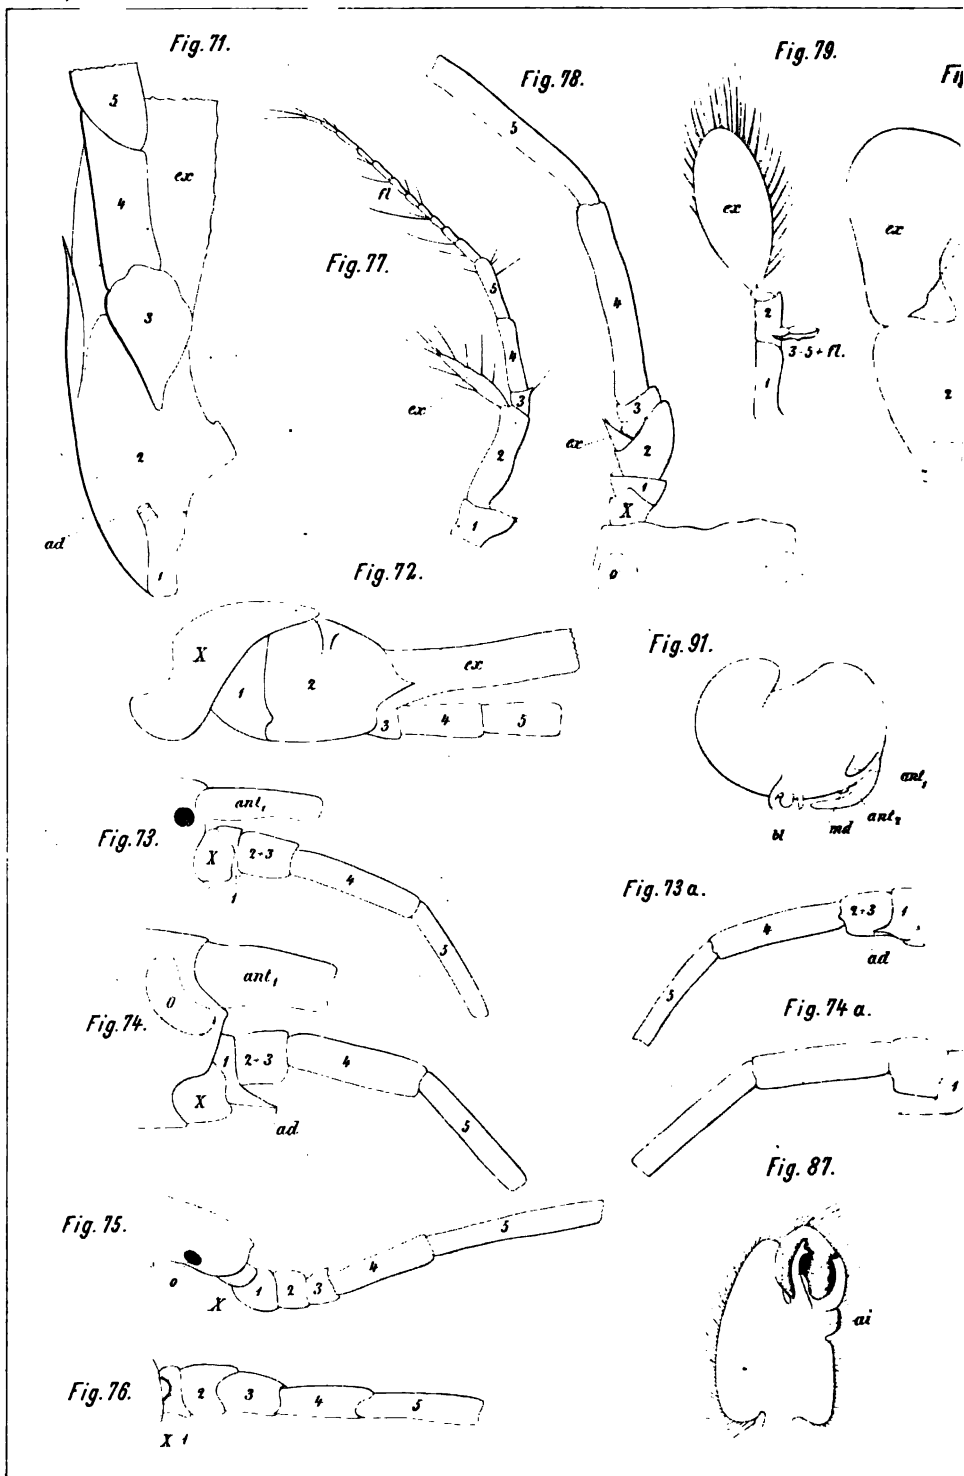 Fig. 71.
5
ex
4
3
2
ad
1
Fig. 77.
fl
5
4
3
ex
2
1
Fig. 78.
5
4
3
ex
2
1
X
o
Fig. 79.
ex
2
3-5+fl.
1
ex
2
Fig. 72.
X
1
2
ex
3
4
5
Fig. 91.
ant1
ant2
md
bl
Fig. 73.
ant1
X
2+3
1
4
5
Fig. 73 a.
2+3
1
4
ad
5
Fig. 74.
O
ant1
1
2+3
4
X
ad
5
Fig. 74 a.
1
Fig. 75.
o
X
1
2
3
4
5
Fig. 87.
ai
Fig. 76.
2
3
4
5
X 1